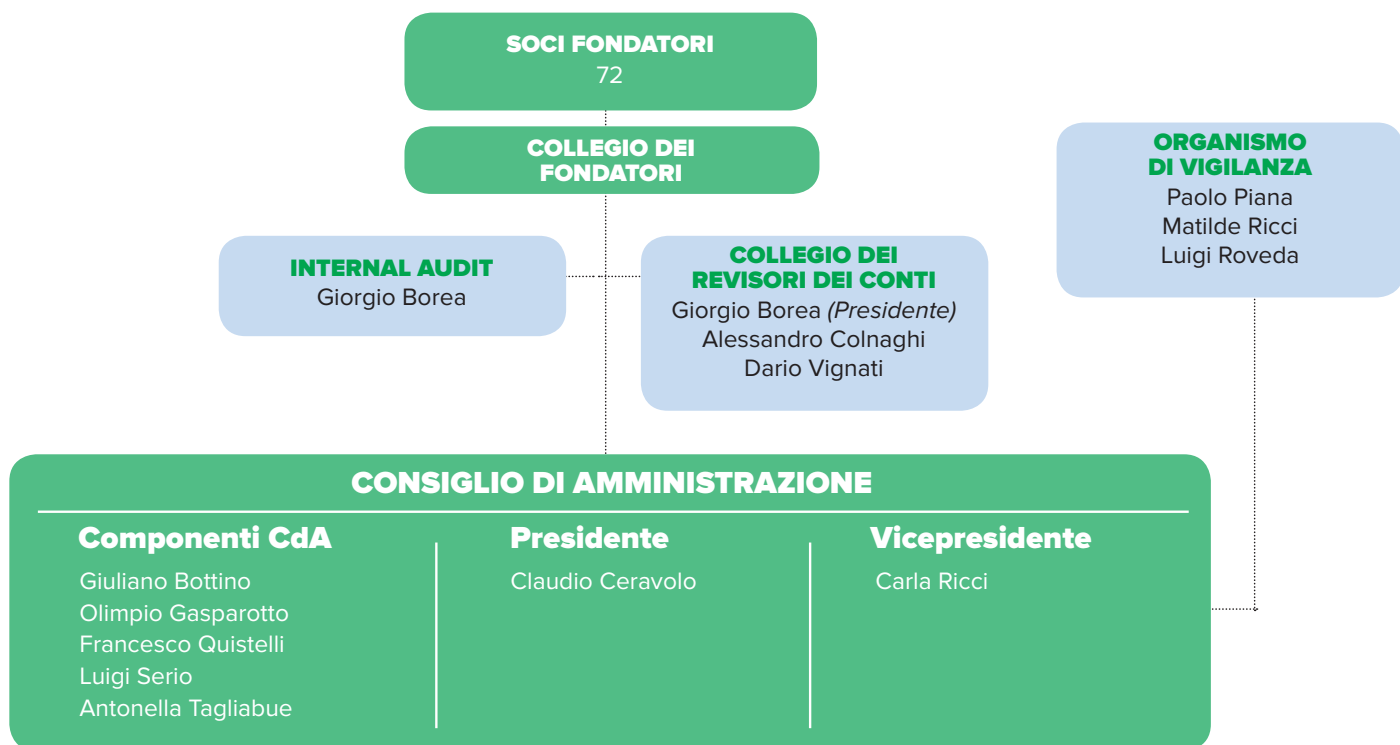 SOCI FONDATORI
72
COLLEGIO DEI
FONDATORI
ORGANISMO
DI VIGILANZA
Paolo Piana
Matilde Ricci
Luigi Roveda
INTERNAL AUDIT
Giorgio Borea
COLLEGIO DEI
REVISORI DEI CONTI
Giorgio Borea (Presidente)
Alessandro Colnaghi
Dario Vignati
CONSIGLIO DI AMMINISTRAZIONE
Componenti CdA
Giuliano Bottino
Olimpio Gasparotto
Francesco Quistelli
Luigi Serio
Antonella Tagliabue
Presidente
Claudio Ceravolo
Vicepresidente
Carla Ricci